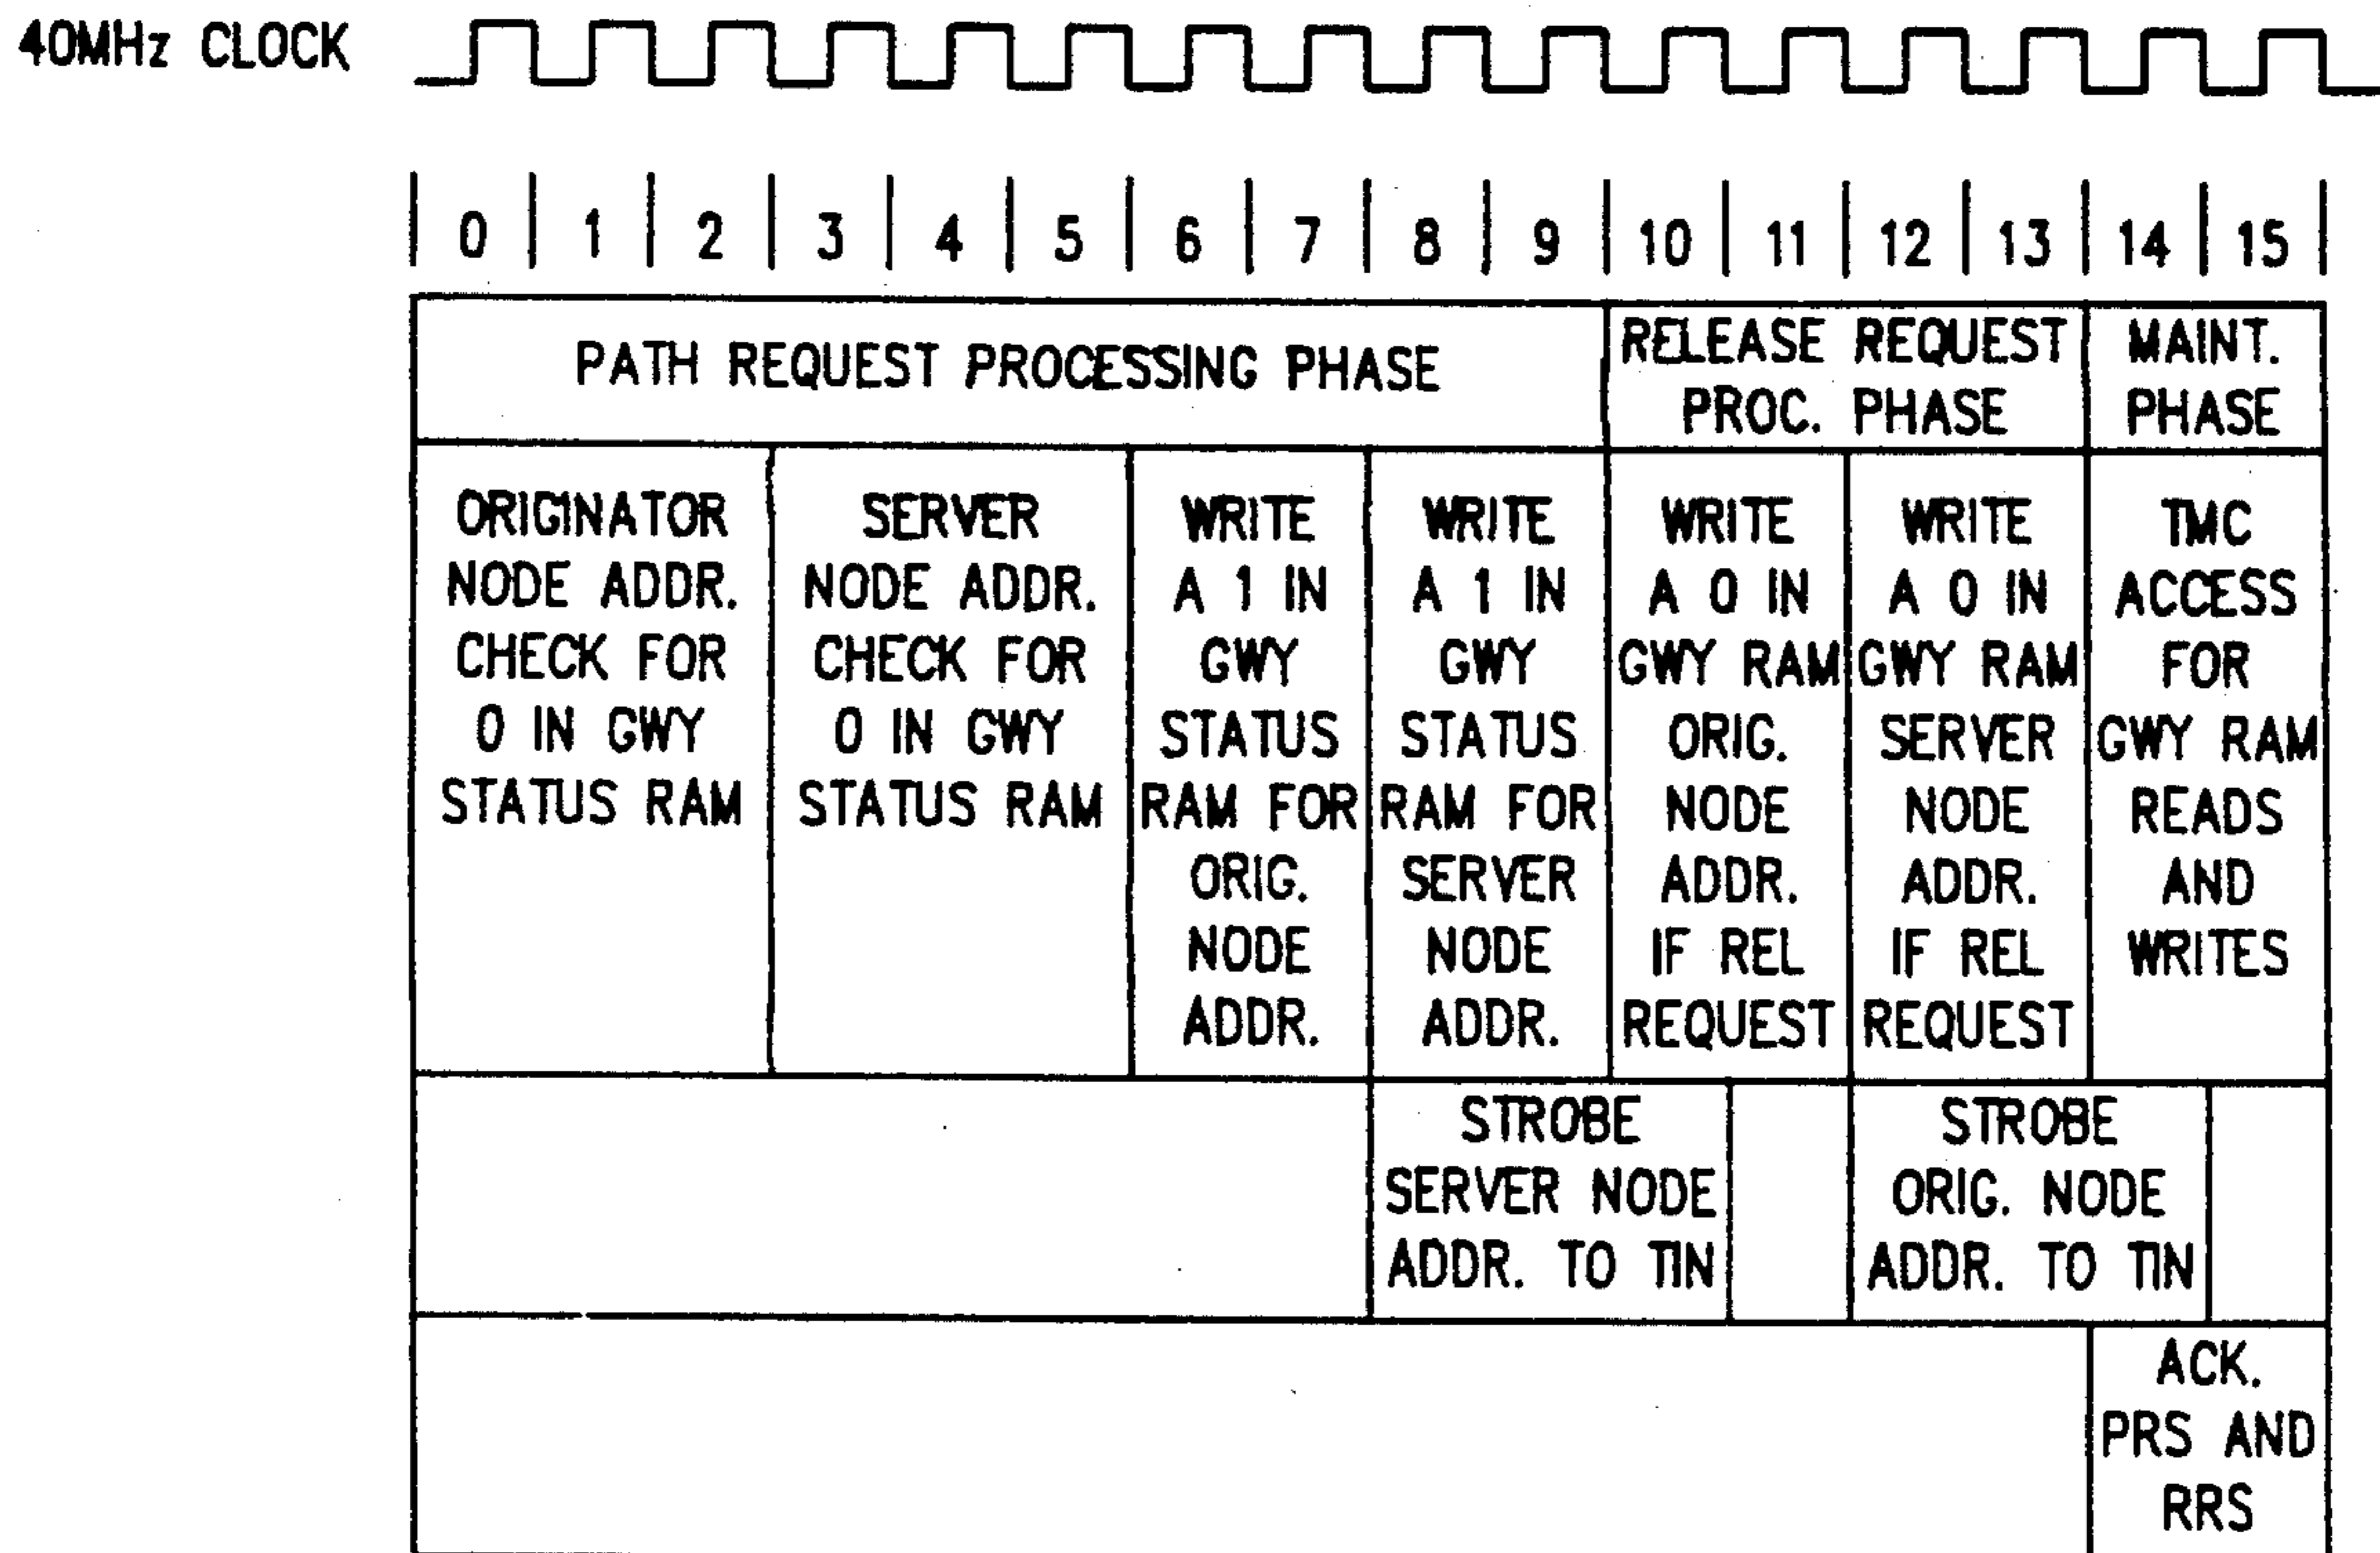 40MHz CLOCK
0 1 2 3 4 5 6 7 8 9 10 11 12 13 14 15
PATH REQUEST PROCESSING PHASE
RELEASE REQUEST
PROC. PHASE
MAINT.
PHASE
ORIGINATOR
NODE ADDR.
CHECK FOR
0 IN GWY
STATUS RAM
SERVER
NODE ADDR.
CHECK FOR
0 IN GWY
STATUS RAM
WRITE
A 1 IN
GWY
STATUS
RAM FOR
ORIG.
NODE
ADDR.
WRITE
A 1 IN
GWY
STATUS
RAM FOR
SERVER
NODE
ADDR.
WRITE
A 0 IN
GWY RAM
ORIG.
NODE
ADDR.
IF REL
REQUEST
WRITE
A 0 IN
GWY RAM
SERVER
NODE
ADDR.
IF REL
REQUEST
TMC
ACCESS
FOR
GWY RAM
READS
AND
WRITES
STROBE
SERVER NODE
ADDR. TO TIN
STROBE
ORIG. NODE
ADDR. TO TIN
ACK.
PRS AND
RRS